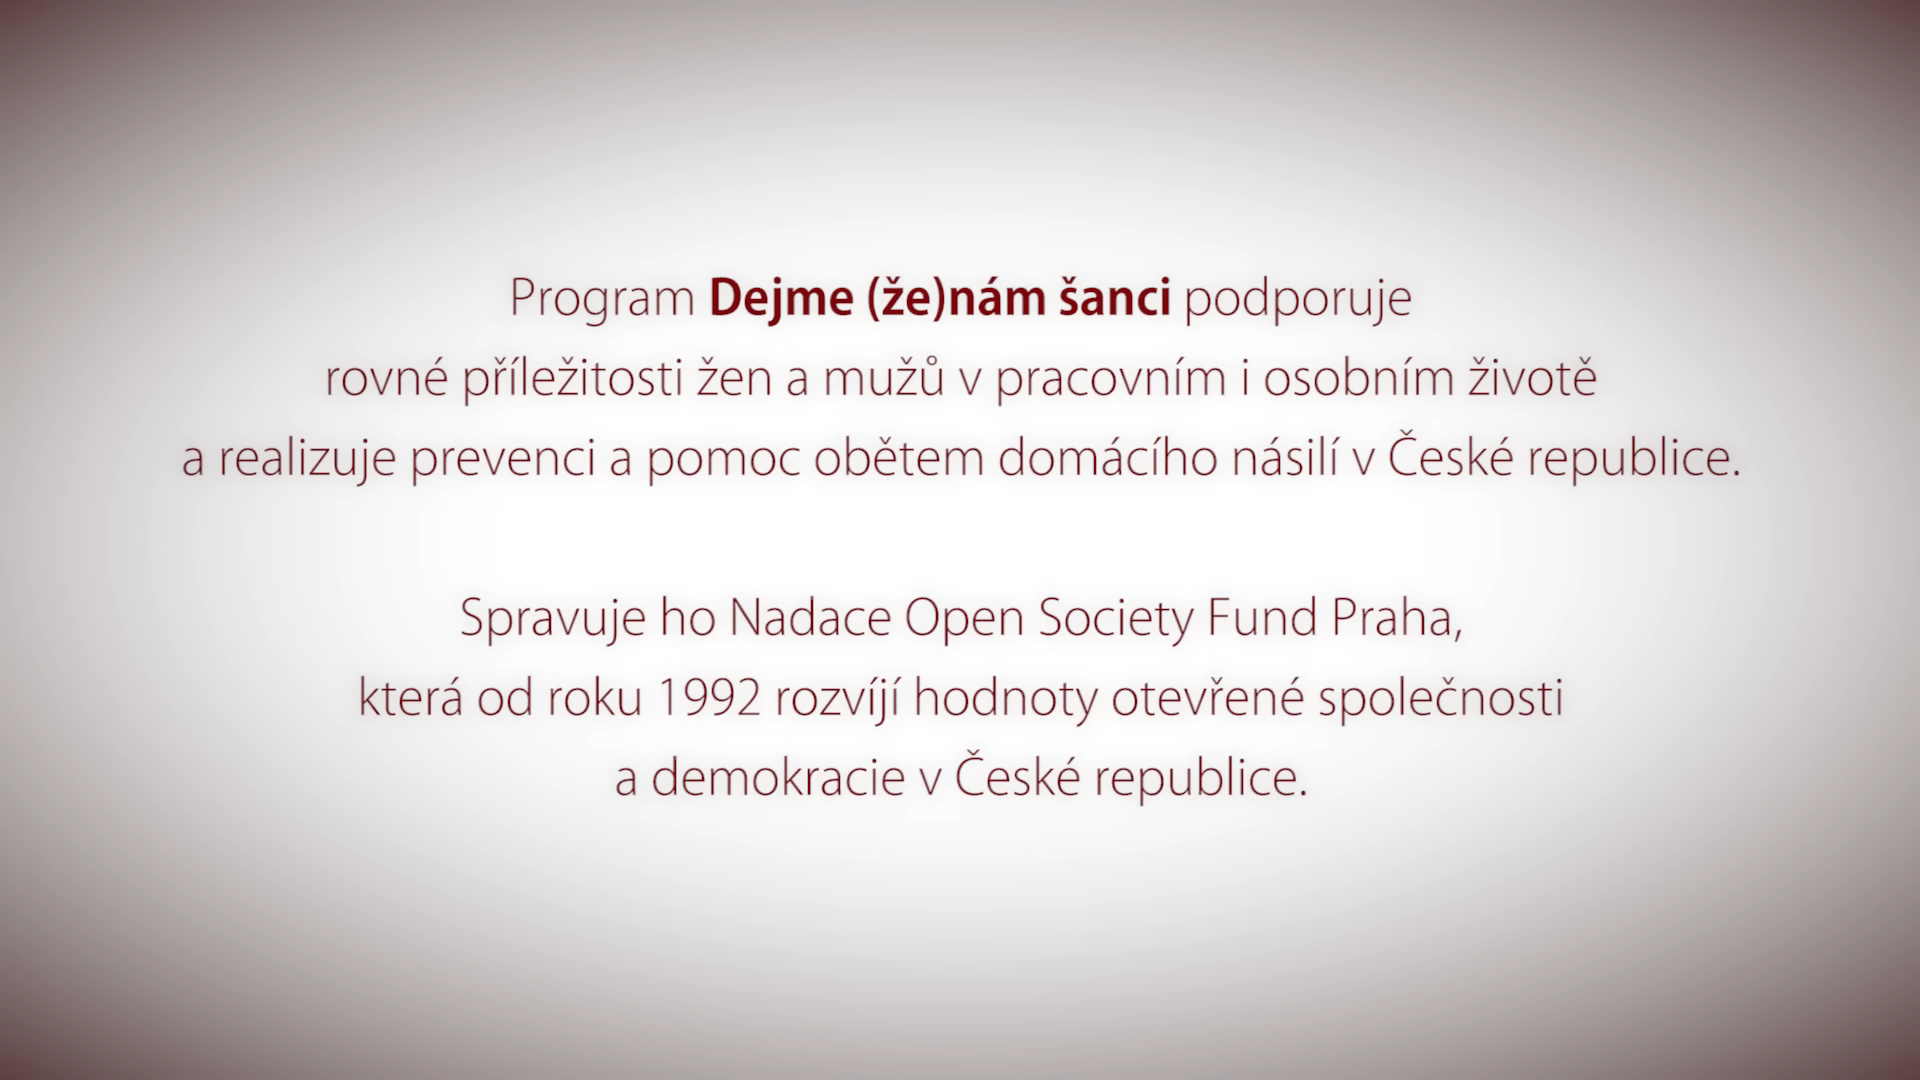 Program Dejme (že)nám šanci podporuje
rovné příležitosti žen a mužů v pracovním i osobním životě
a realizuje prevenci a pomoc obětem domácího násilí v České republice.
Spravuje ho Nadace Open Society Fund Praha,
která od roku 1992 rozvíjí hodnoty otevřené společnosti
a demokracie v České republice.